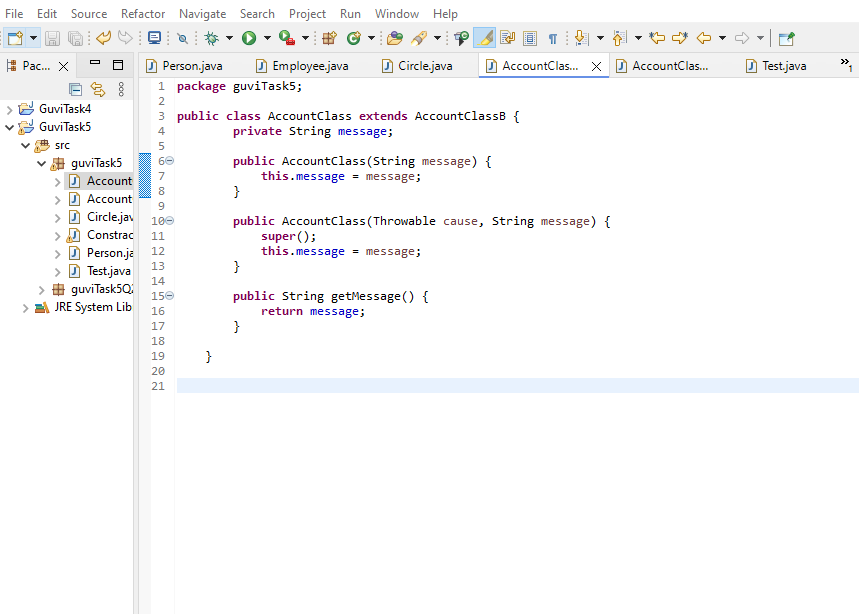 File Edit Source Refactor Navigate Search Project Run Window Help
Pac...
Person.java Employee.java Circle.java AccountClas... AccountClas... Test.java »1
GuviTask4
GuviTask5
src
guviTask5
Account
Account
Circle.jav
Constrac
Person.ja
Test.java
guviTask5Q2
JRE System Lib
1 package guviTask5;
2
3 public class AccountClass extends AccountClassB {
4 private String message;
5
6 public AccountClass(String message) {
7 this.message = message;
8 }
9
10 public AccountClass(Throwable cause, String message) {
11 super();
12 this.message = message;
13 }
14
15 public String getMessage() {
16 return message;
17 }
18
19 }
20
21